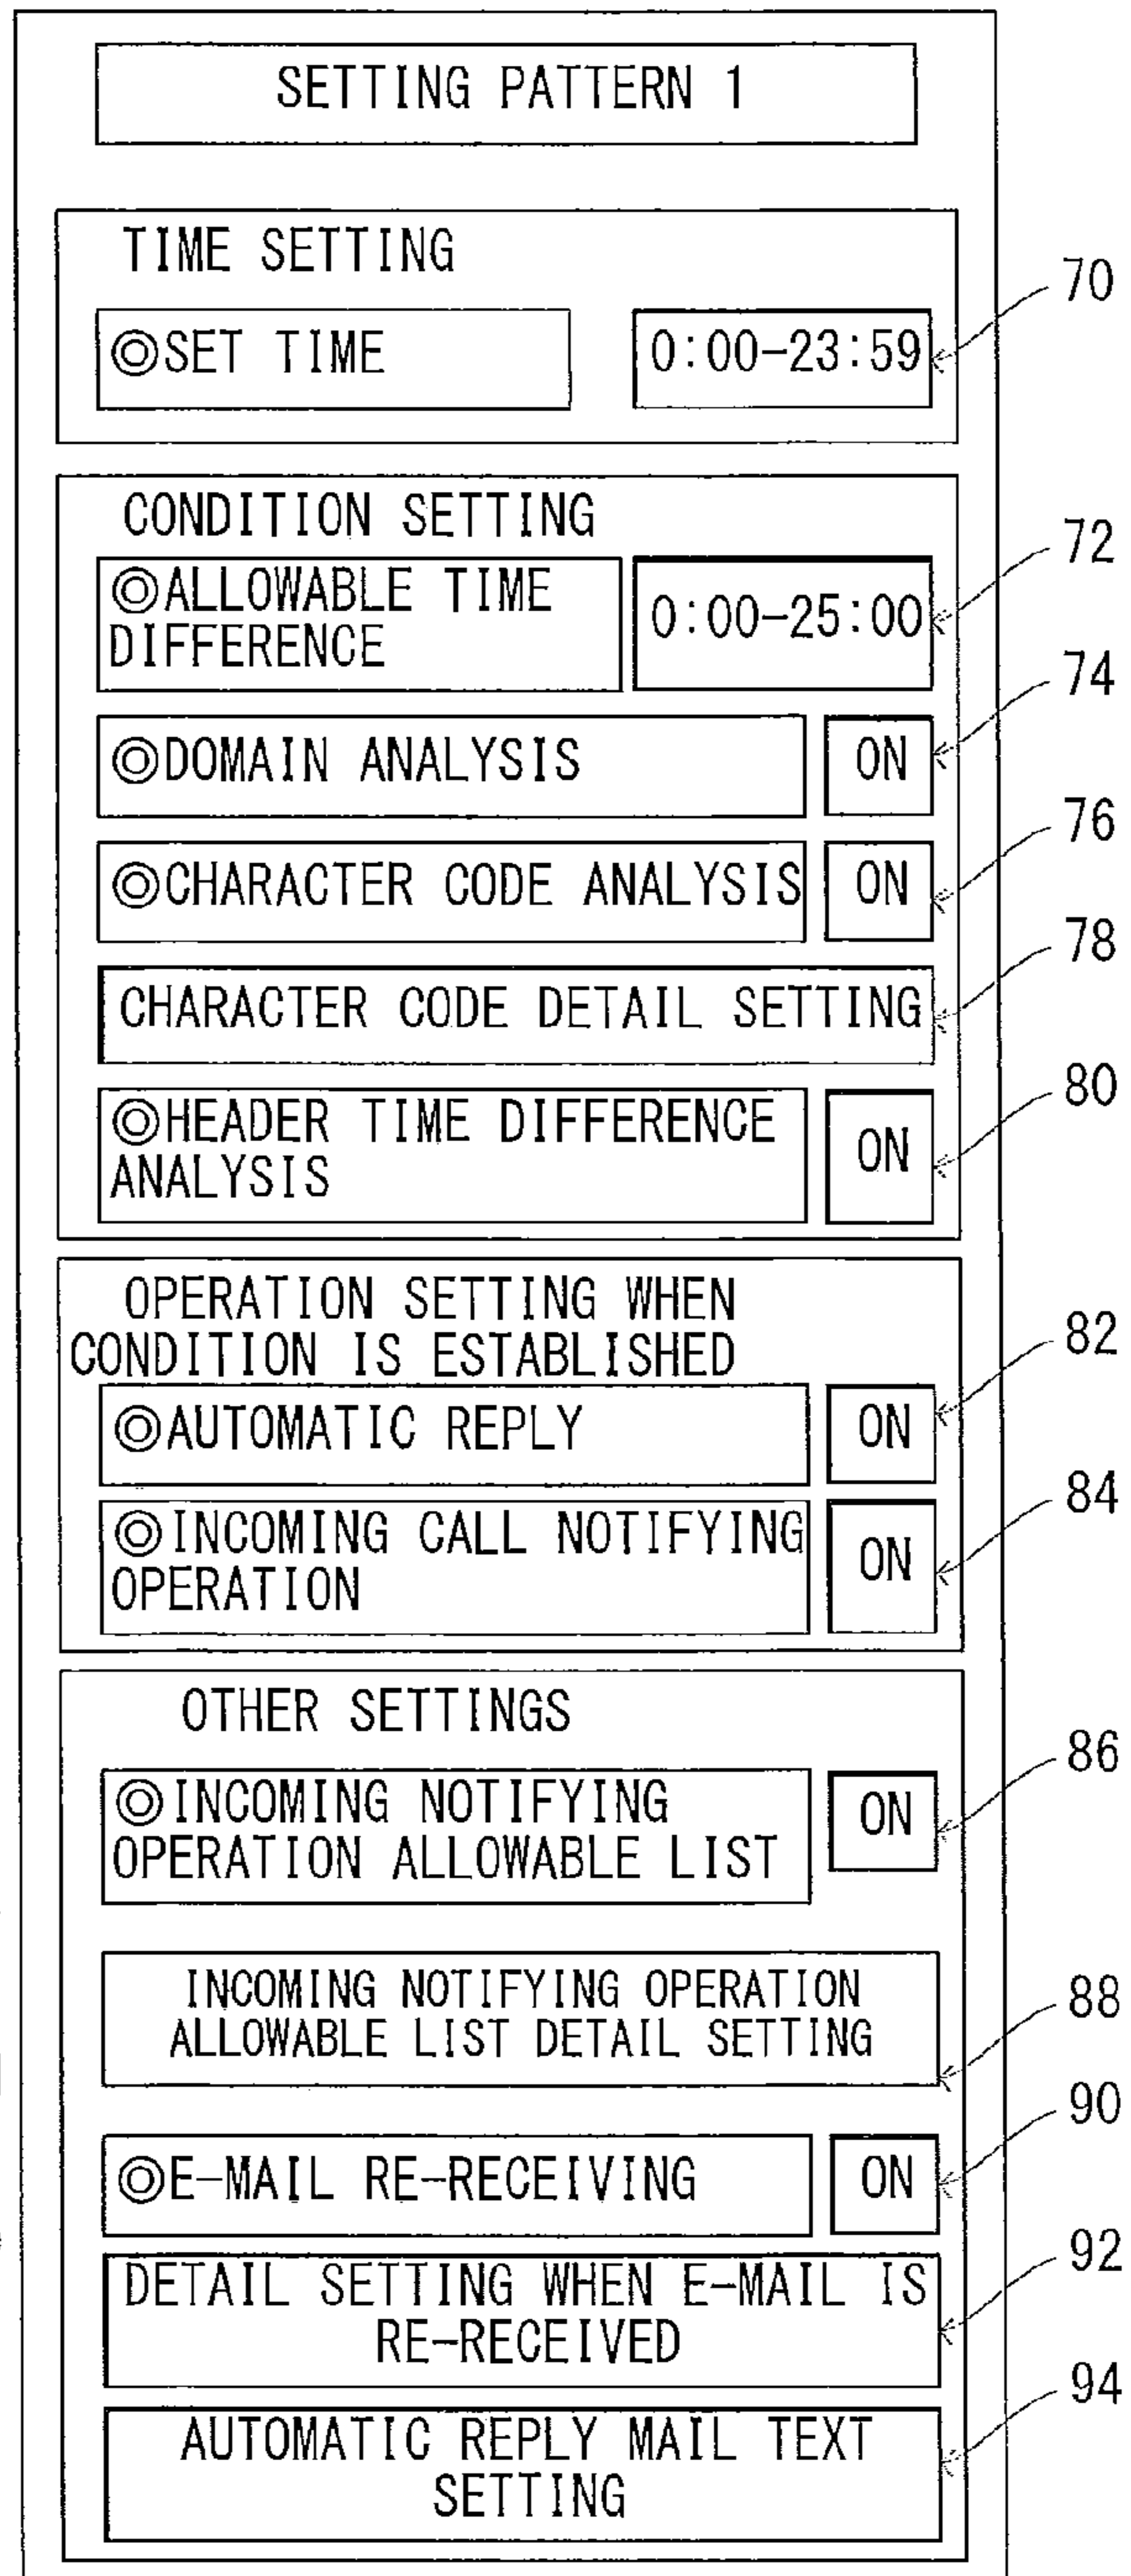 SETTING PATTERN 1
TIME SETTING
◎SET TIME 0:00-23:59
70
CONDITION SETTING
◎ALLOWABLE TIME
DIFFERENCE
0:00-25:00
72
◎DOMAIN ANALYSIS ON
74
◎CHARACTER CODE ANALYSIS ON
76
CHARACTER CODE DETAIL SETTING
78
◎HEADER TIME DIFFERENCE
ANALYSIS
ON
80
OPERATION SETTING WHEN
CONDITION IS ESTABLISHED
◎AUTOMATIC REPLY ON
82
◎INCOMING CALL NOTIFYING
OPERATION
ON
84
OTHER SETTINGS
◎INCOMING NOTIFYING
OPERATION ALLOWABLE LIST
ON
86
INCOMING NOTIFYING OPERATION
ALLOWABLE LIST DETAIL SETTING
88
◎E-MAIL RE-RECEIVING ON
90
DETAIL SETTING WHEN E-MAIL IS
RE-RECEIVED
92
AUTOMATIC REPLY MAIL TEXT
SETTING
94